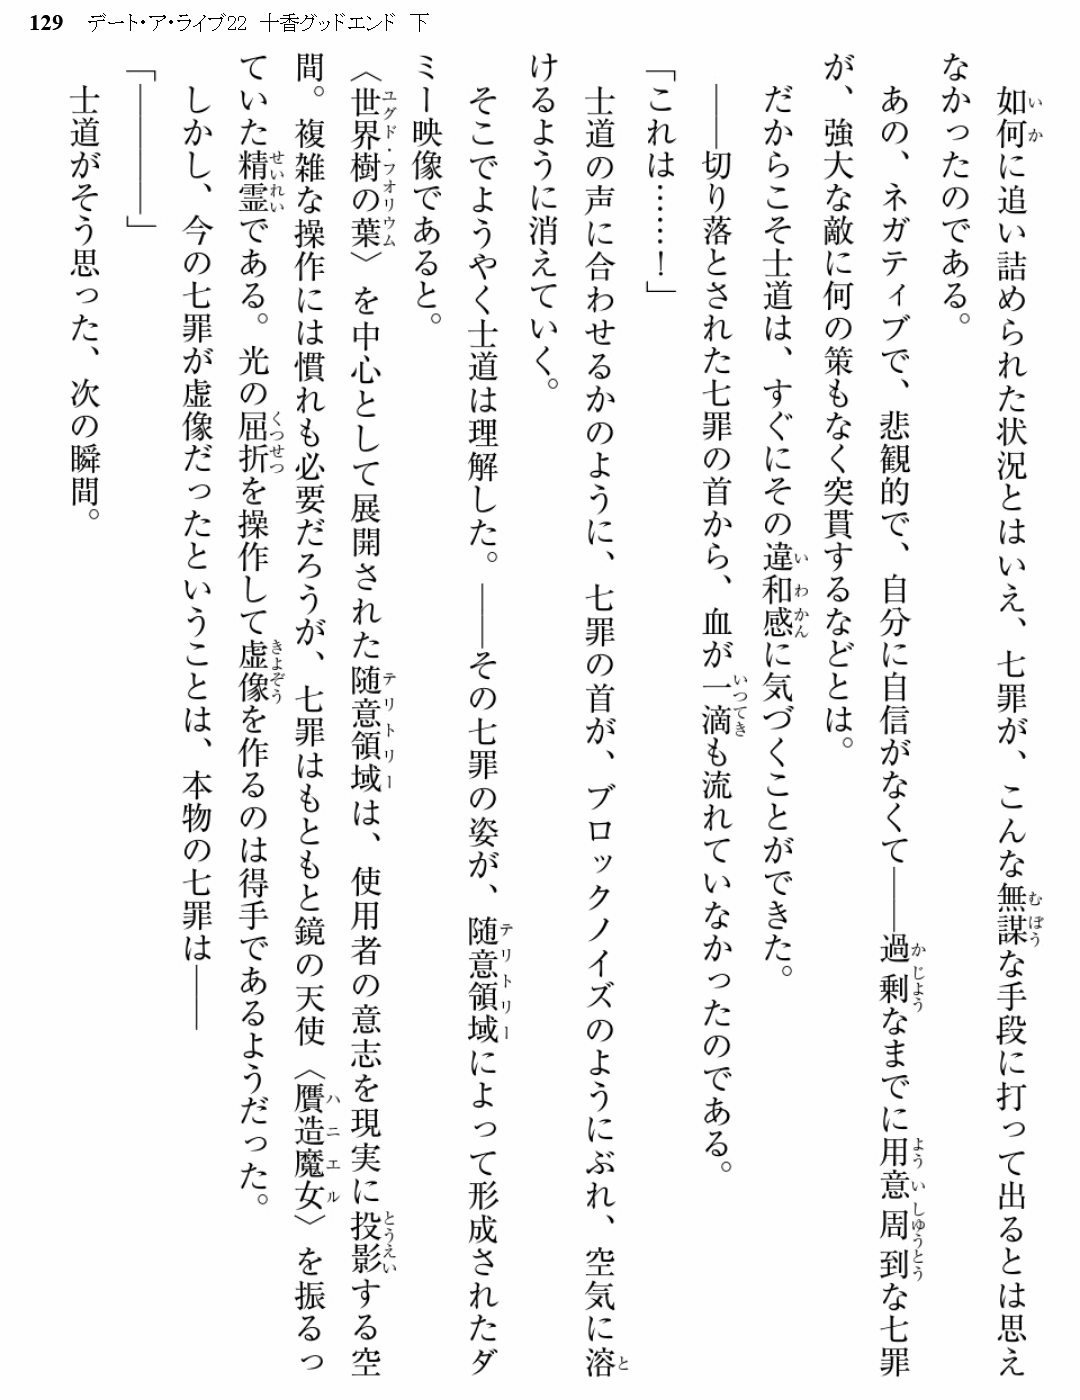 129 デート・ア・ライブ22 十香グッドエンド 下
如何に追い詰められた状況とはいえ、七罪が、こんな無謀な手段に打って出るとは思え
なかったのである。
あの、ネガティブで、悲観的で、自分に自信がなくて――過剰なまでに用意周到な七罪
が、強大な敵に何の策もなく突貫するなどとは。
だからこそ士道は、すぐにその違和感に気づくことができた。
――切り落とされた七罪の首から、血が一滴も流れていなかったのである。
「これは……！」
士道の声に合わせるかのように、七罪の首が、ブロックノイズのようにぶれ、空気に溶
けるように消えていく。
そこでようやく士道は理解した。――その七罪の姿が、随意領域によって形成されたダ
ミー映像であると。
〈世界樹の葉〉を中心として展開された随意領域は、使用者の意志を現実に投影する空
間。複雑な操作には慣れも必要だろうが、七罪はもともと鏡の天使〈贋造魔女〉を振るっ
ていた精霊である。光の屈折を操作して虚像を作るのは得手であるようだった。
しかし、今の七罪が虚像だったということは、本物の七罪は――
「――――」
士道がそう思った、次の瞬間。